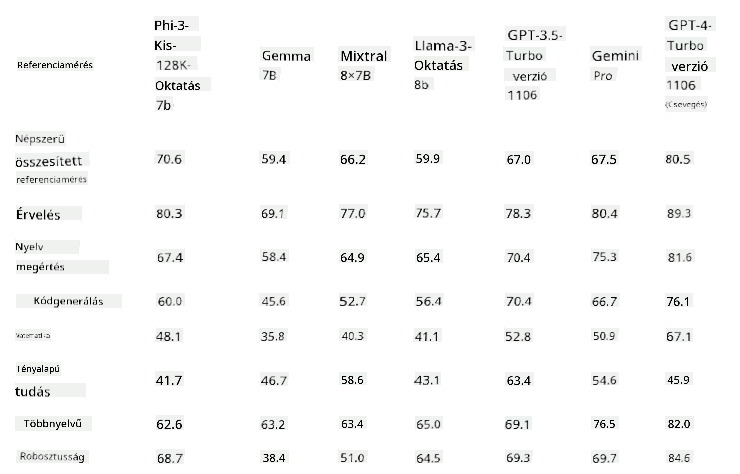 Referenciamérés
Phi-3-
Kis-
128K-
Oktatás
7b
Gemma
7B
Mixtral
8×7B
Llama-3-
Oktatás
8b
GPT-3.5-
Turbo
verzió
1106
Gemini
Pro
GPT-4-
Turbo
verzió
1106
(Csevegés)
Népszerű
összesített
referenciamérés
70.6 59.4 66.2 59.9 67.0 67.5 80.5
Érvelés 80.3 69.1 77.0 75.7 78.3 80.4 89.3
Nyelv
megértés
67.4 58.4 64.9 65.4 70.4 75.3 81.6
Kódgenerálás 60.0 45.6 52.7 56.4 70.4 66.7 76.1
Matematika 48.1 35.8 40.3 41.1 52.8 50.9 67.1
Tényalapú
tudás
41.7 46.7 58.6 43.1 63.4 54.6 45.9
Többnyelvű 62.6 63.2 63.4 65.0 69.1 76.5 82.0
Robosztusság 68.7 38.4 51.0 64.5 69.3 69.7 84.6